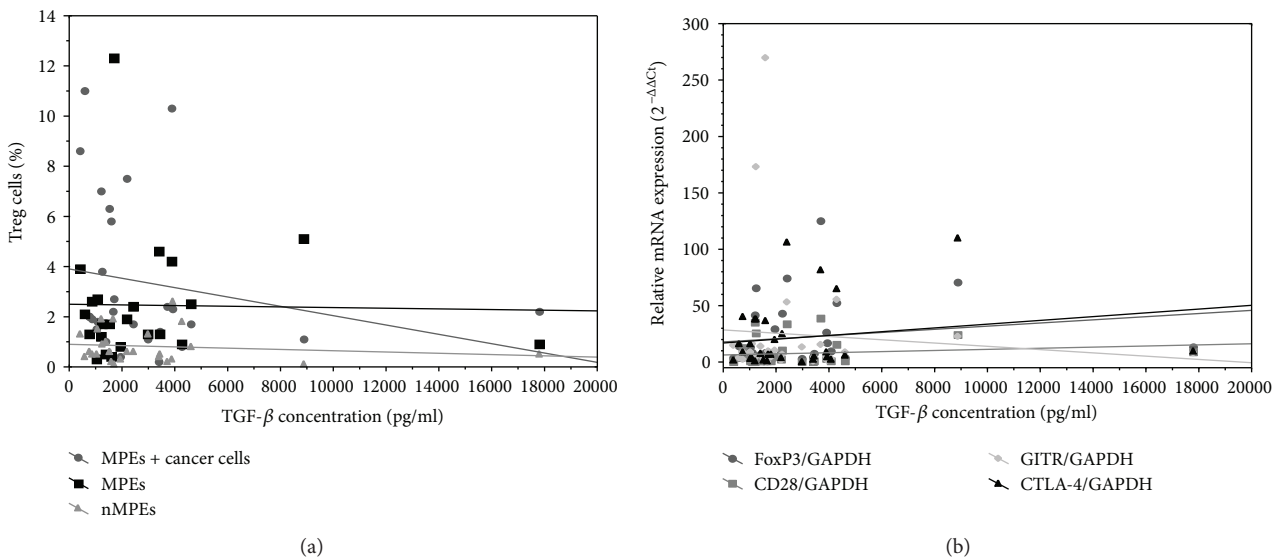 14
12
10
8
6
4
2
0
Treg cells (%)
0 2000 4000 6000 8000 10000 12000 14000 16000 18000 20000
TGF-β concentration (pg/ml)
MPEs + cancer cells
MPEs
nMPEs
(a)
300
250
200
150
100
50
0
Relative mRNA expression (2^−ΔΔCt)
0 2000 4000 6000 8000 10000 12000 14000 16000 18000 20000
TGF-β concentration (pg/ml)
FoxP3/GAPDH
CD28/GAPDH
GITR/GAPDH
CTLA-4/GAPDH
(b)